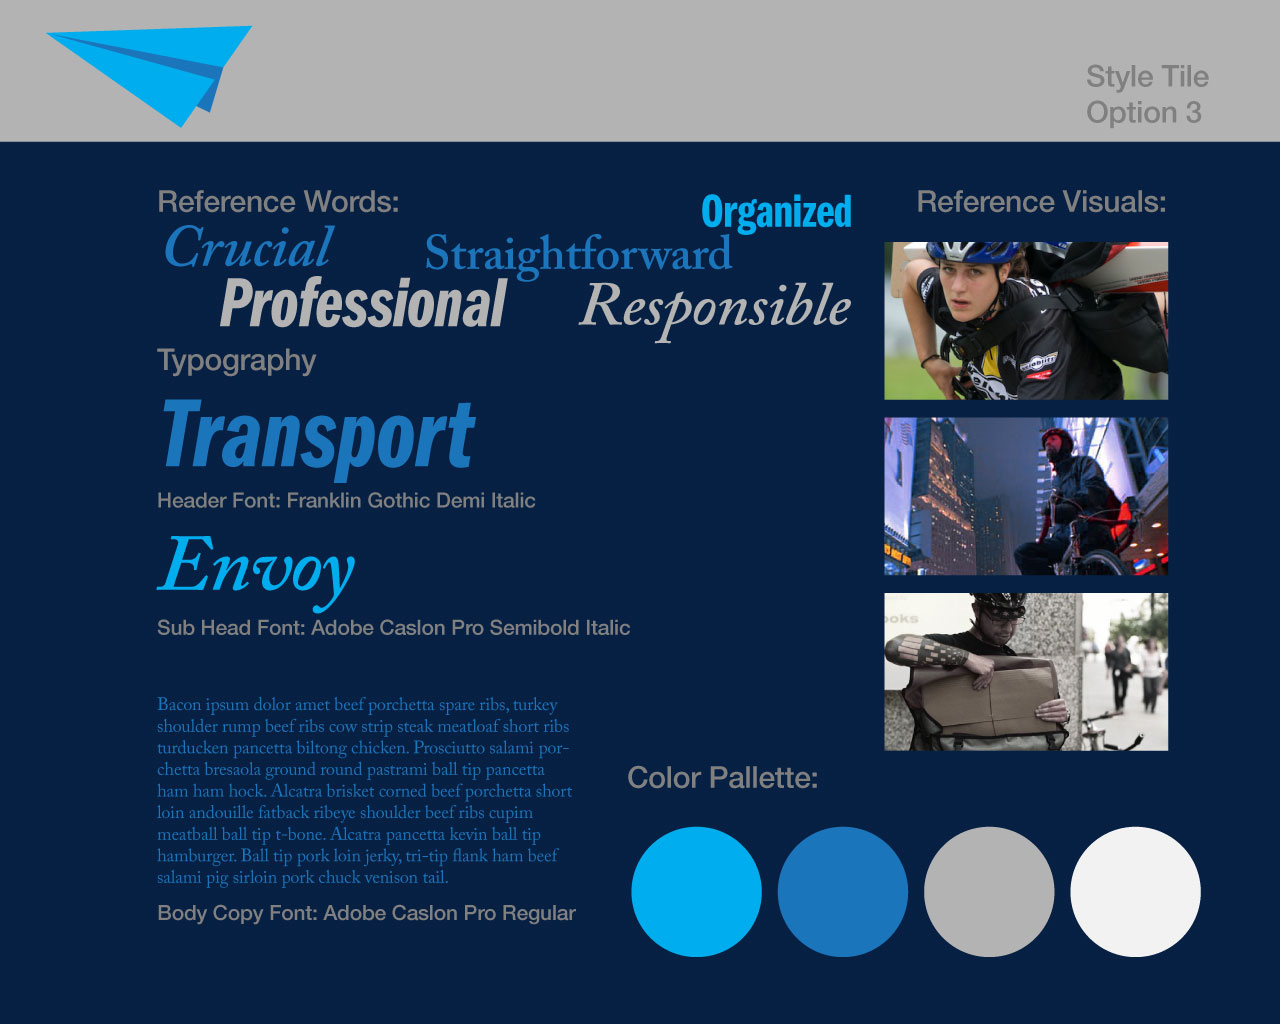 Style Tile
Option 3
Reference Words:
Crucial
Straightforward
Organized
Professional
Responsible
Typography
Transport
Header Font: Franklin Gothic Demi Italic
Envoy
Sub Head Font: Adobe Caslon Pro Semibold Italic
Bacon ipsum dolor amet beef porchetta spare ribs, turkey
shoulder rump beef ribs cow strip steak meatloaf short ribs
turducken pancetta biltong chicken. Prosciutto salami por-
chetta bresaola ground round pastrami ball tip pancetta
ham ham hock. Alcatra brisket corned beef porchetta short
loin andouille fatback ribeye shoulder beef ribs cupim
meatball ball tip t-bone. Alcatra pancetta kevin ball tip
hamburger. Ball tip pork loin jerky, tri-tip flank ham beef
salami pig sirloin pork chuck venison tail.
Body Copy Font: Adobe Caslon Pro Regular
Reference Visuals:
Color Pallette: